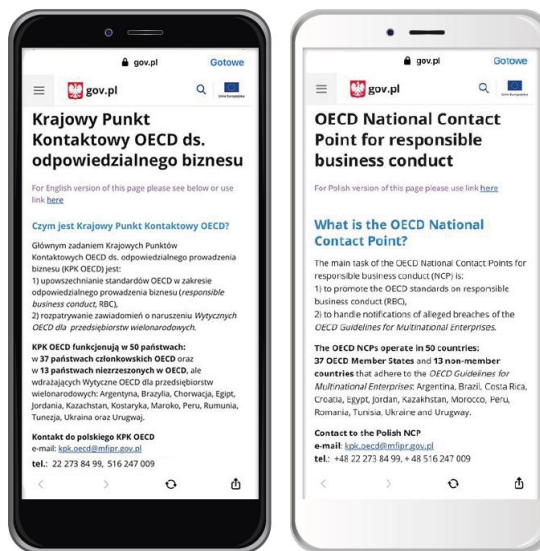 gov.pl
Gotowe
gov.pl
Krajowy Punkt
Kontaktowy OECD ds.
odpowiedzialnego biznesu
For English version of this page please see below or use
link here
Czym jest Krajowy Punkt Kontaktowy OECD?
Głównym zadaniem Krajowych Punktów
Kontaktowych OECD ds. odpowiedzialnego prowadzenia
biznesu (KPK OECD) jest:
1) upowszechnianie standardów OECD w zakresie
odpowiedzialnego prowadzenia biznesu (responsible
business conduct, RBC),
2) rozpatrywanie zawiadomień o naruszeniu Wytycznych
OECD dla przedsiębiorstw wielonarodowych.
KPK OECD funkcjonują w 50 państwach:
w 37 państwach członkowskich OECD oraz
w 13 państwach niezrzeszonych w OECD, ale
wdrażających Wytyczne OECD dla przedsiębiorstw
wielonarodowych: Argentyna, Brazylia, Chorwacja, Egipt,
Jordania, Kazachstan, Kostaryka, Maroko, Peru, Rumunia,
Tunezja, Ukraina oraz Urugwaj.
Kontakt do polskiego KPK OECD
e-mail: kpk.oecd@mfipr.gov.pl
tel.: 22 273 84 99, 516 247 009
gov.pl
Gotowe
gov.pl
OECD National Contact
Point for responsible
business conduct
For Polish version of this page please use link here
What is the OECD National
Contact Point?
The main task of the OECD National Contact Points for
responsible business conduct (NCP) is:
1) to promote the OECD standards on responsible
business conduct (RBC),
2) to handle notifications of alleged breaches of the
OECD Guidelines for Multinational Enterprises.
The OECD NCPs operate in 50 countries:
37 OECD Member States and 13 non-member
countries that adhere to the OECD Guidelines for
Multinational Enterprises: Argentina, Brazil, Costa Rica,
Croatia, Egypt, Jordan, Kazakhstan, Morocco, Peru,
Romania, Tunisia, Ukraine and Urugway.
Contact to the Polish NCP
e-mail: kpk.oecd@mfipr.gov.pl
tel.: +48 22 273 84 99, + 48 516 247 009